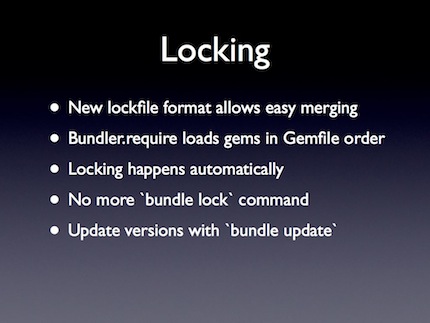 Locking
• New lockfile format allows easy merging
• Bundler.require loads gems in Gemfile order
• Locking happens automatically
• No more `bundle lock` command
• Update versions with `bundle update`